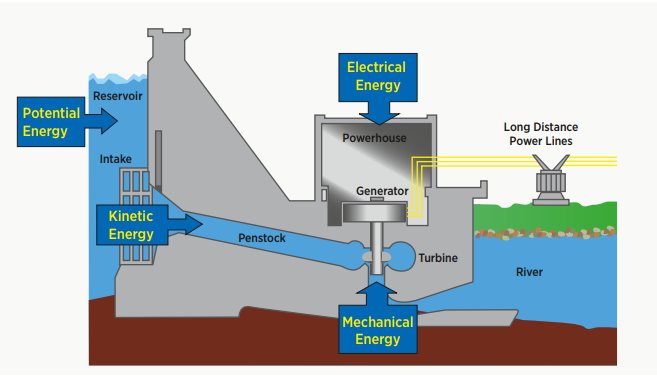 Electrical
Energy
Reservoir
Potential
Energy
Long Distance
Power Lines
Powerhouse
Intake
Generator
Kinetic
Energy
Penstock
Turbine
River
Mechanical
Energy